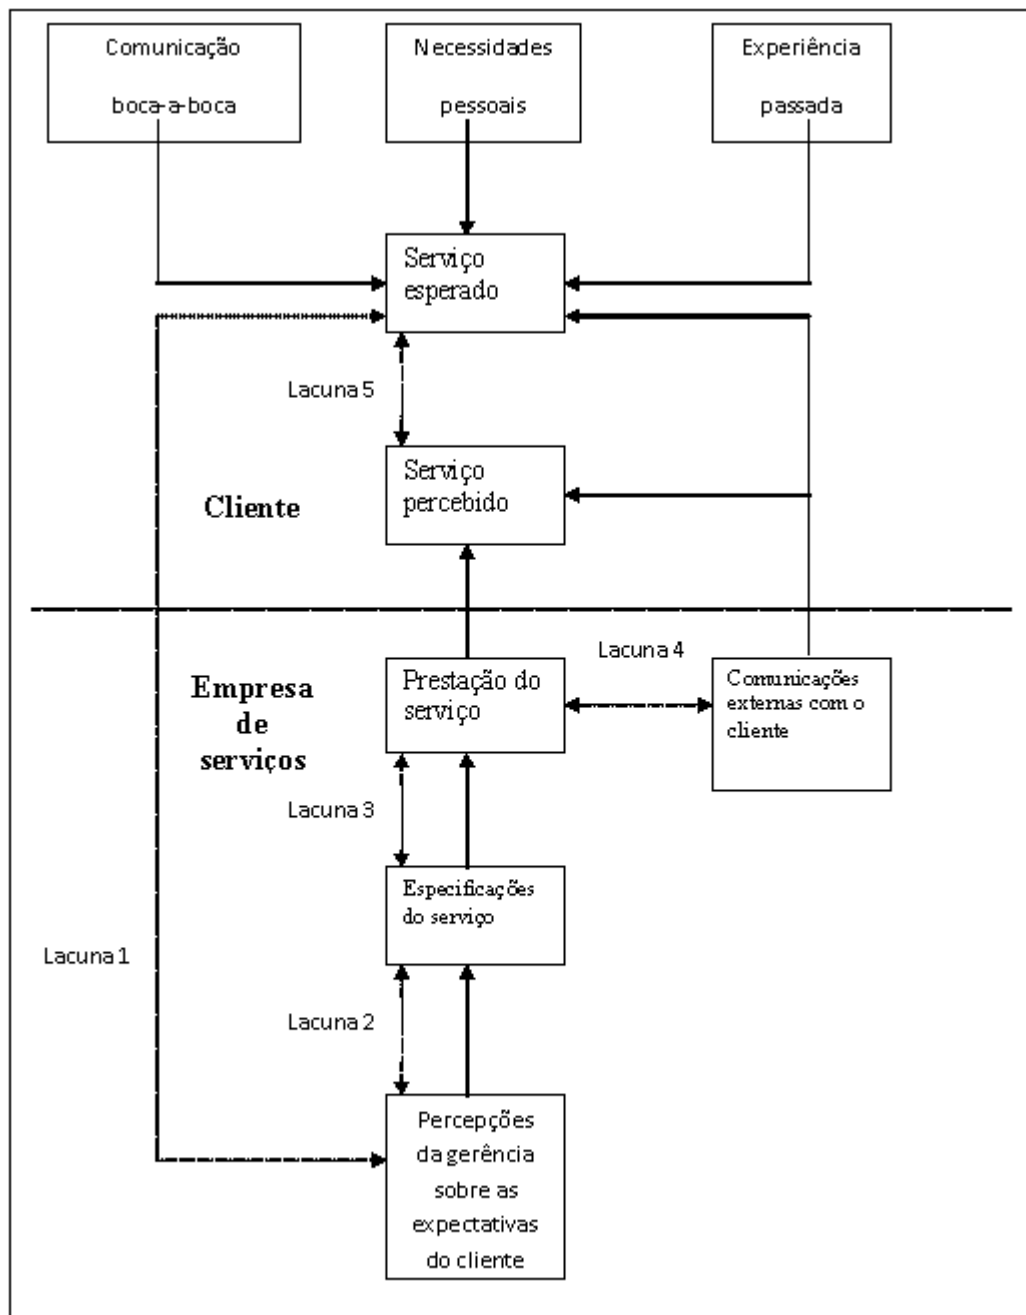 Comunicação
boca-a-boca
Necessidades
pessoais
Experiência
passada
Serviço
esperado
Lacuna 5
Serviço
percebido
Cliente
Lacuna 4
Empresa
de
serviços
Prestação do
serviço
Comunicações
externas com o
cliente
Lacuna 3
Especificações
do serviço
Lacuna 1
Lacuna 2
Percepções
da gerência
sobre as
expectativas
do cliente